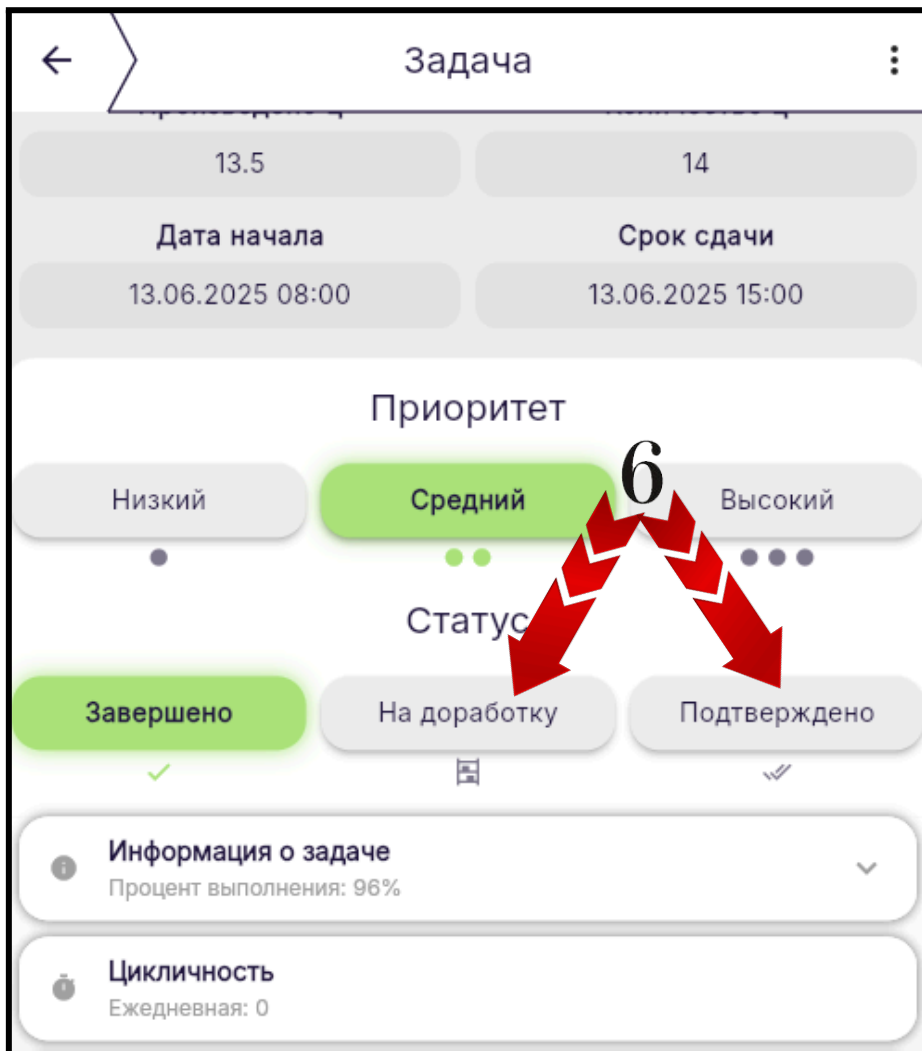 Задача
13.5
14
Дата начала
Срок сдачи
13.06.2025 08:00
13.06.2025 15:00
Приоритет
6
Низкий
Средний
Высокий
Статус
Завершено
На доработку
Подтверждено
Информация о задаче
Процент выполнения: 96%
Цикличность
Ежедневная: 0